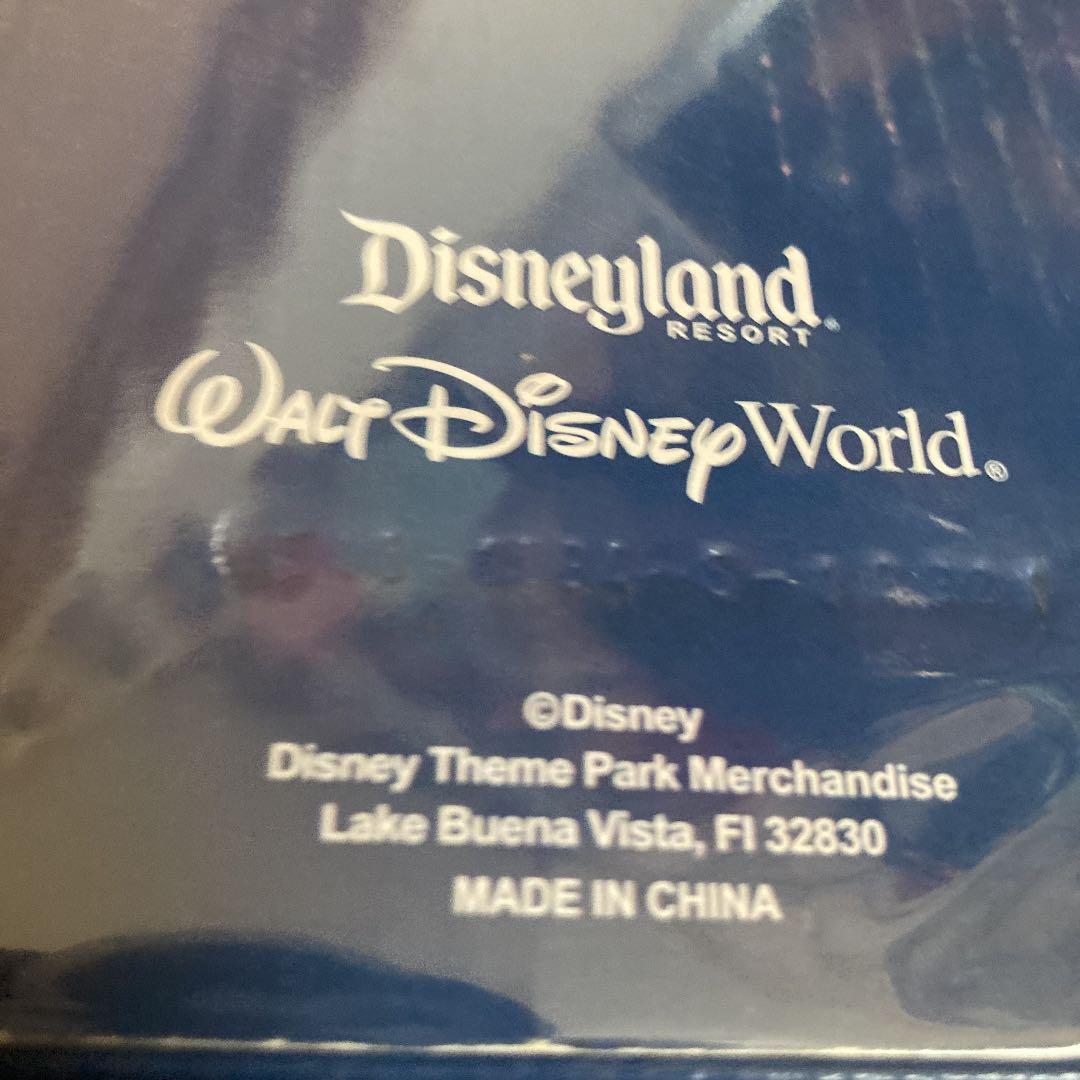 Disneyland
RESORT®
WALT DISNEY World®
©Disney
Disney Theme Park Merchandise
Lake Buena Vista, Fl 32830
MADE IN CHINA